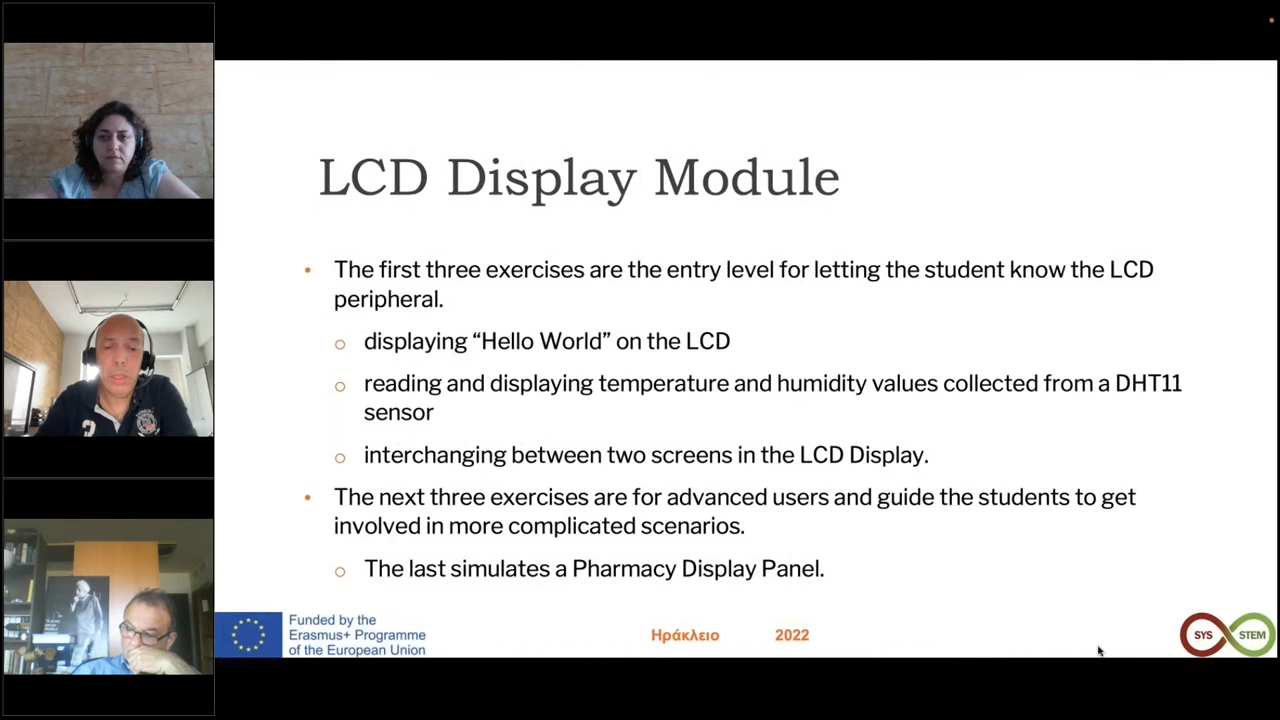 LCD Display Module
• The first three exercises are the entry level for letting the student know the LCD
peripheral.
o displaying “Hello World” on the LCD
o reading and displaying temperature and humidity values collected from a DHT11
sensor
o interchanging between two screens in the LCD Display.
• The next three exercises are for advanced users and guide the students to get
involved in more complicated scenarios.
o The last simulates a Pharmacy Display Panel.
Funded by the
Erasmus+ Programme
of the European Union
Ηράκλειο 2022
SYS STEM